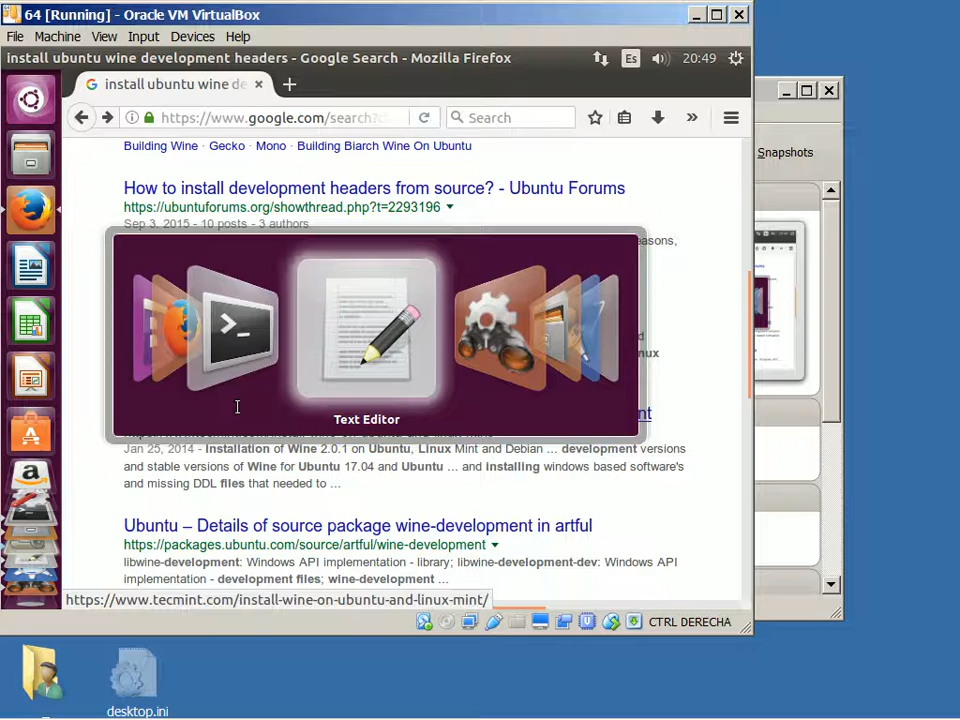 64 [Running] - Oracle VM VirtualBox
File Machine View Input Devices Help
install ubuntu wine development headers - Google Search - Mozilla Firefox
Es
20:49
install ubuntu wine de
https://www.google.com/search?c
Search
Snapshots
Building Wine · Gecko · Mono · Building Biarch Wine On Ubuntu
How to install development headers from source? - Ubuntu Forums
https://ubuntuforums.org/showthread.php?t=2293196
Sep 3, 2015 - 10 posts - 3 authors
Text Editor
Jan 25, 2014 - Installation of Wine 2.0.1 on Ubuntu, Linux Mint and Debian ... development versions
and stable versions of Wine for Ubuntu 17.04 and Ubuntu ... and installing windows based software's
and missing DDL files that needed to ...
Ubuntu – Details of source package wine-development in artful
https://packages.ubuntu.com/source/artful/wine-development
libwine-development: Windows API implementation - library; libwine-development-dev: Windows API
implementation - development files; wine-development ...
https://www.tecmint.com/install-wine-on-ubuntu-and-linux-mint/
CTRL DERECHA
desktop.ini